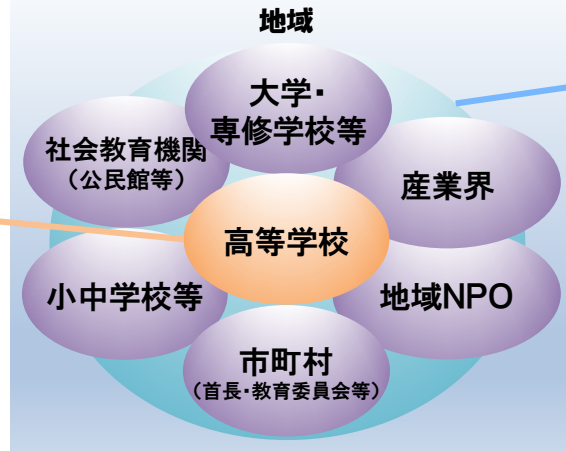 地域
大学・
専修学校等
社会教育機関
（公民館等）
産業界
高等学校
小中学校等
地域NPO
市町村
（首長・教育委員会等）